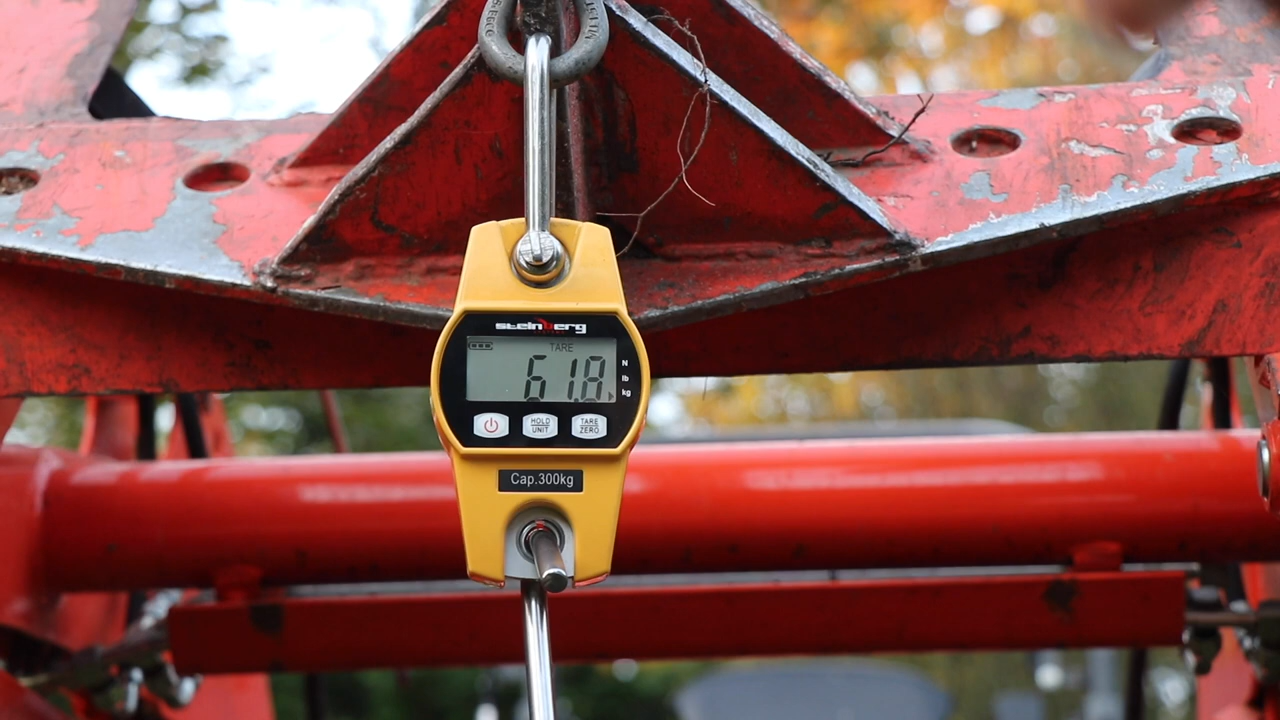 steinberg
TARE
61.8
N
lb
kg
HOLD
UNIT
TARE
ZERO
Cap.300kg